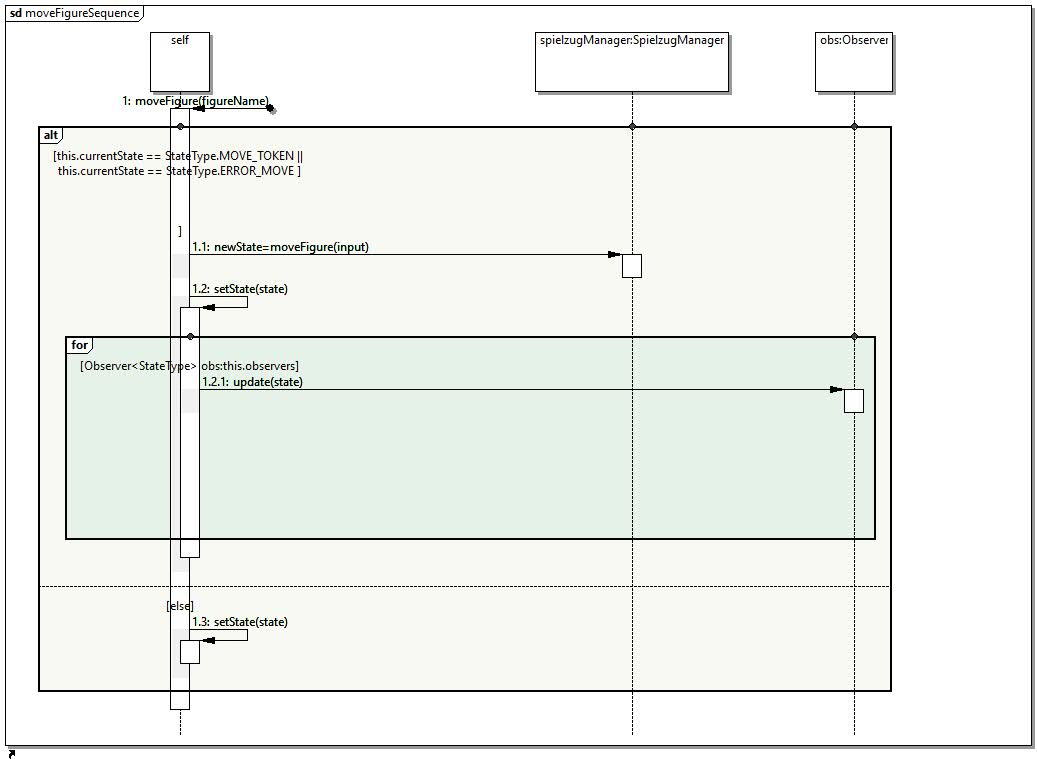 sd moveFigureSequence
self
spielzugManager:SpielzugManager
obs:Observer
1: moveFigure(figureName)
alt
[this.currentState == StateType.MOVE_TOKEN ||
this.currentState == StateType.ERROR_MOVE ]
]
1.1: newState=moveFigure(input)
1.2: setState(state)
for
[Observer<StateType> obs:this.observers]
1.2.1: update(state)
[else]
1.3: setState(state)